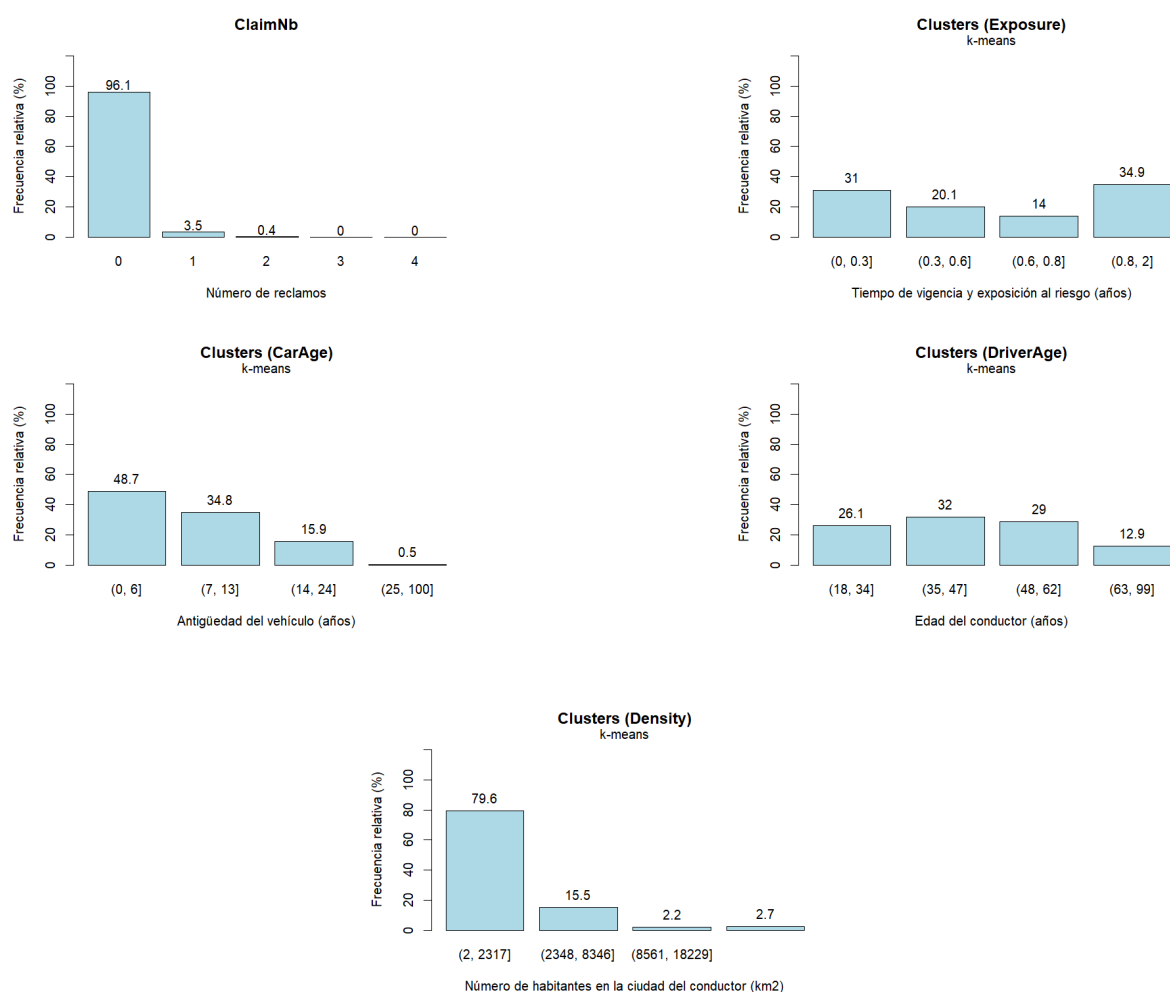 ClaimNb
Frecuencia relativa (%)
0 20 40 60 80 100
96.1 3.5 0.4 0 0
0 1 2 3 4
Número de reclamos
Clusters (Exposure)
k-means
Frecuencia relativa (%)
0 20 40 60 80 100
31 20.1 14 34.9
(0, 0.3] (0.3, 0.6] (0.6, 0.8] (0.8, 2]
Tiempo de vigencia y exposición al riesgo (años)
Clusters (CarAge)
k-means
Frecuencia relativa (%)
0 20 40 60 80 100
48.7 34.8 15.9 0.5
(0, 6] (7, 13] (14, 24] (25, 100]
Antigüedad del vehículo (años)
Clusters (DriverAge)
k-means
Frecuencia relativa (%)
0 20 40 60 80 100
26.1 32 29 12.9
(18, 34] (35, 47] (48, 62] (63, 99]
Edad del conductor (años)
Clusters (Density)
k-means
Frecuencia relativa (%)
0 20 40 60 80 100
79.6 15.5 2.2 2.7
(2, 2317] (2348, 8346] (8561, 18229]
Número de habitantes en la ciudad del conductor (km2)